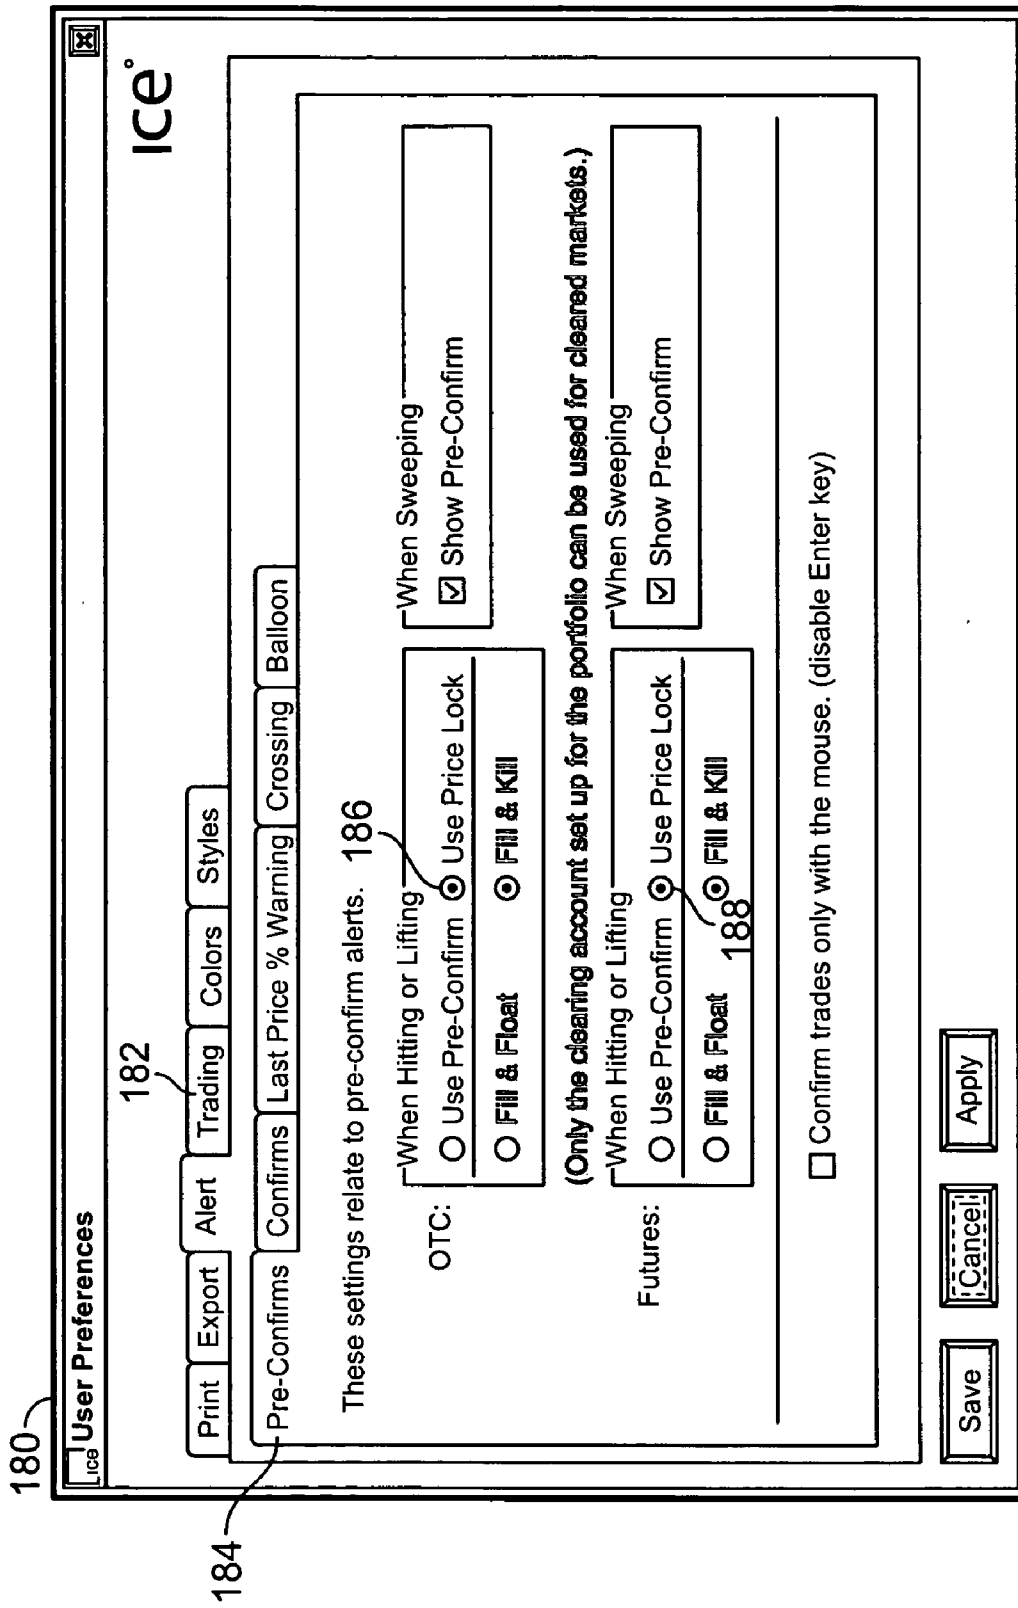 180
ice User Preferences
ice
182
Print Export Alert Trading Colors Styles
184
Pre-Confirms Confirms Last Price % Warning Crossing Balloon
These settings relate to pre-confirm alerts.
186
OTC:
When Hitting or Lifting
Use Pre-Confirm Use Price Lock
Fill & Float Fill & Kill
When Sweeping
Show Pre-Confirm
(Only the clearing account set up for the portfolio can be used for cleared markets.)
Futures:
When Hitting or Lifting
Use Pre-Confirm Use Price Lock
188
Fill & Float Fill & Kill
When Sweeping
Show Pre-Confirm
Confirm trades only with the mouse. (disable Enter key)
Save Cancel Apply